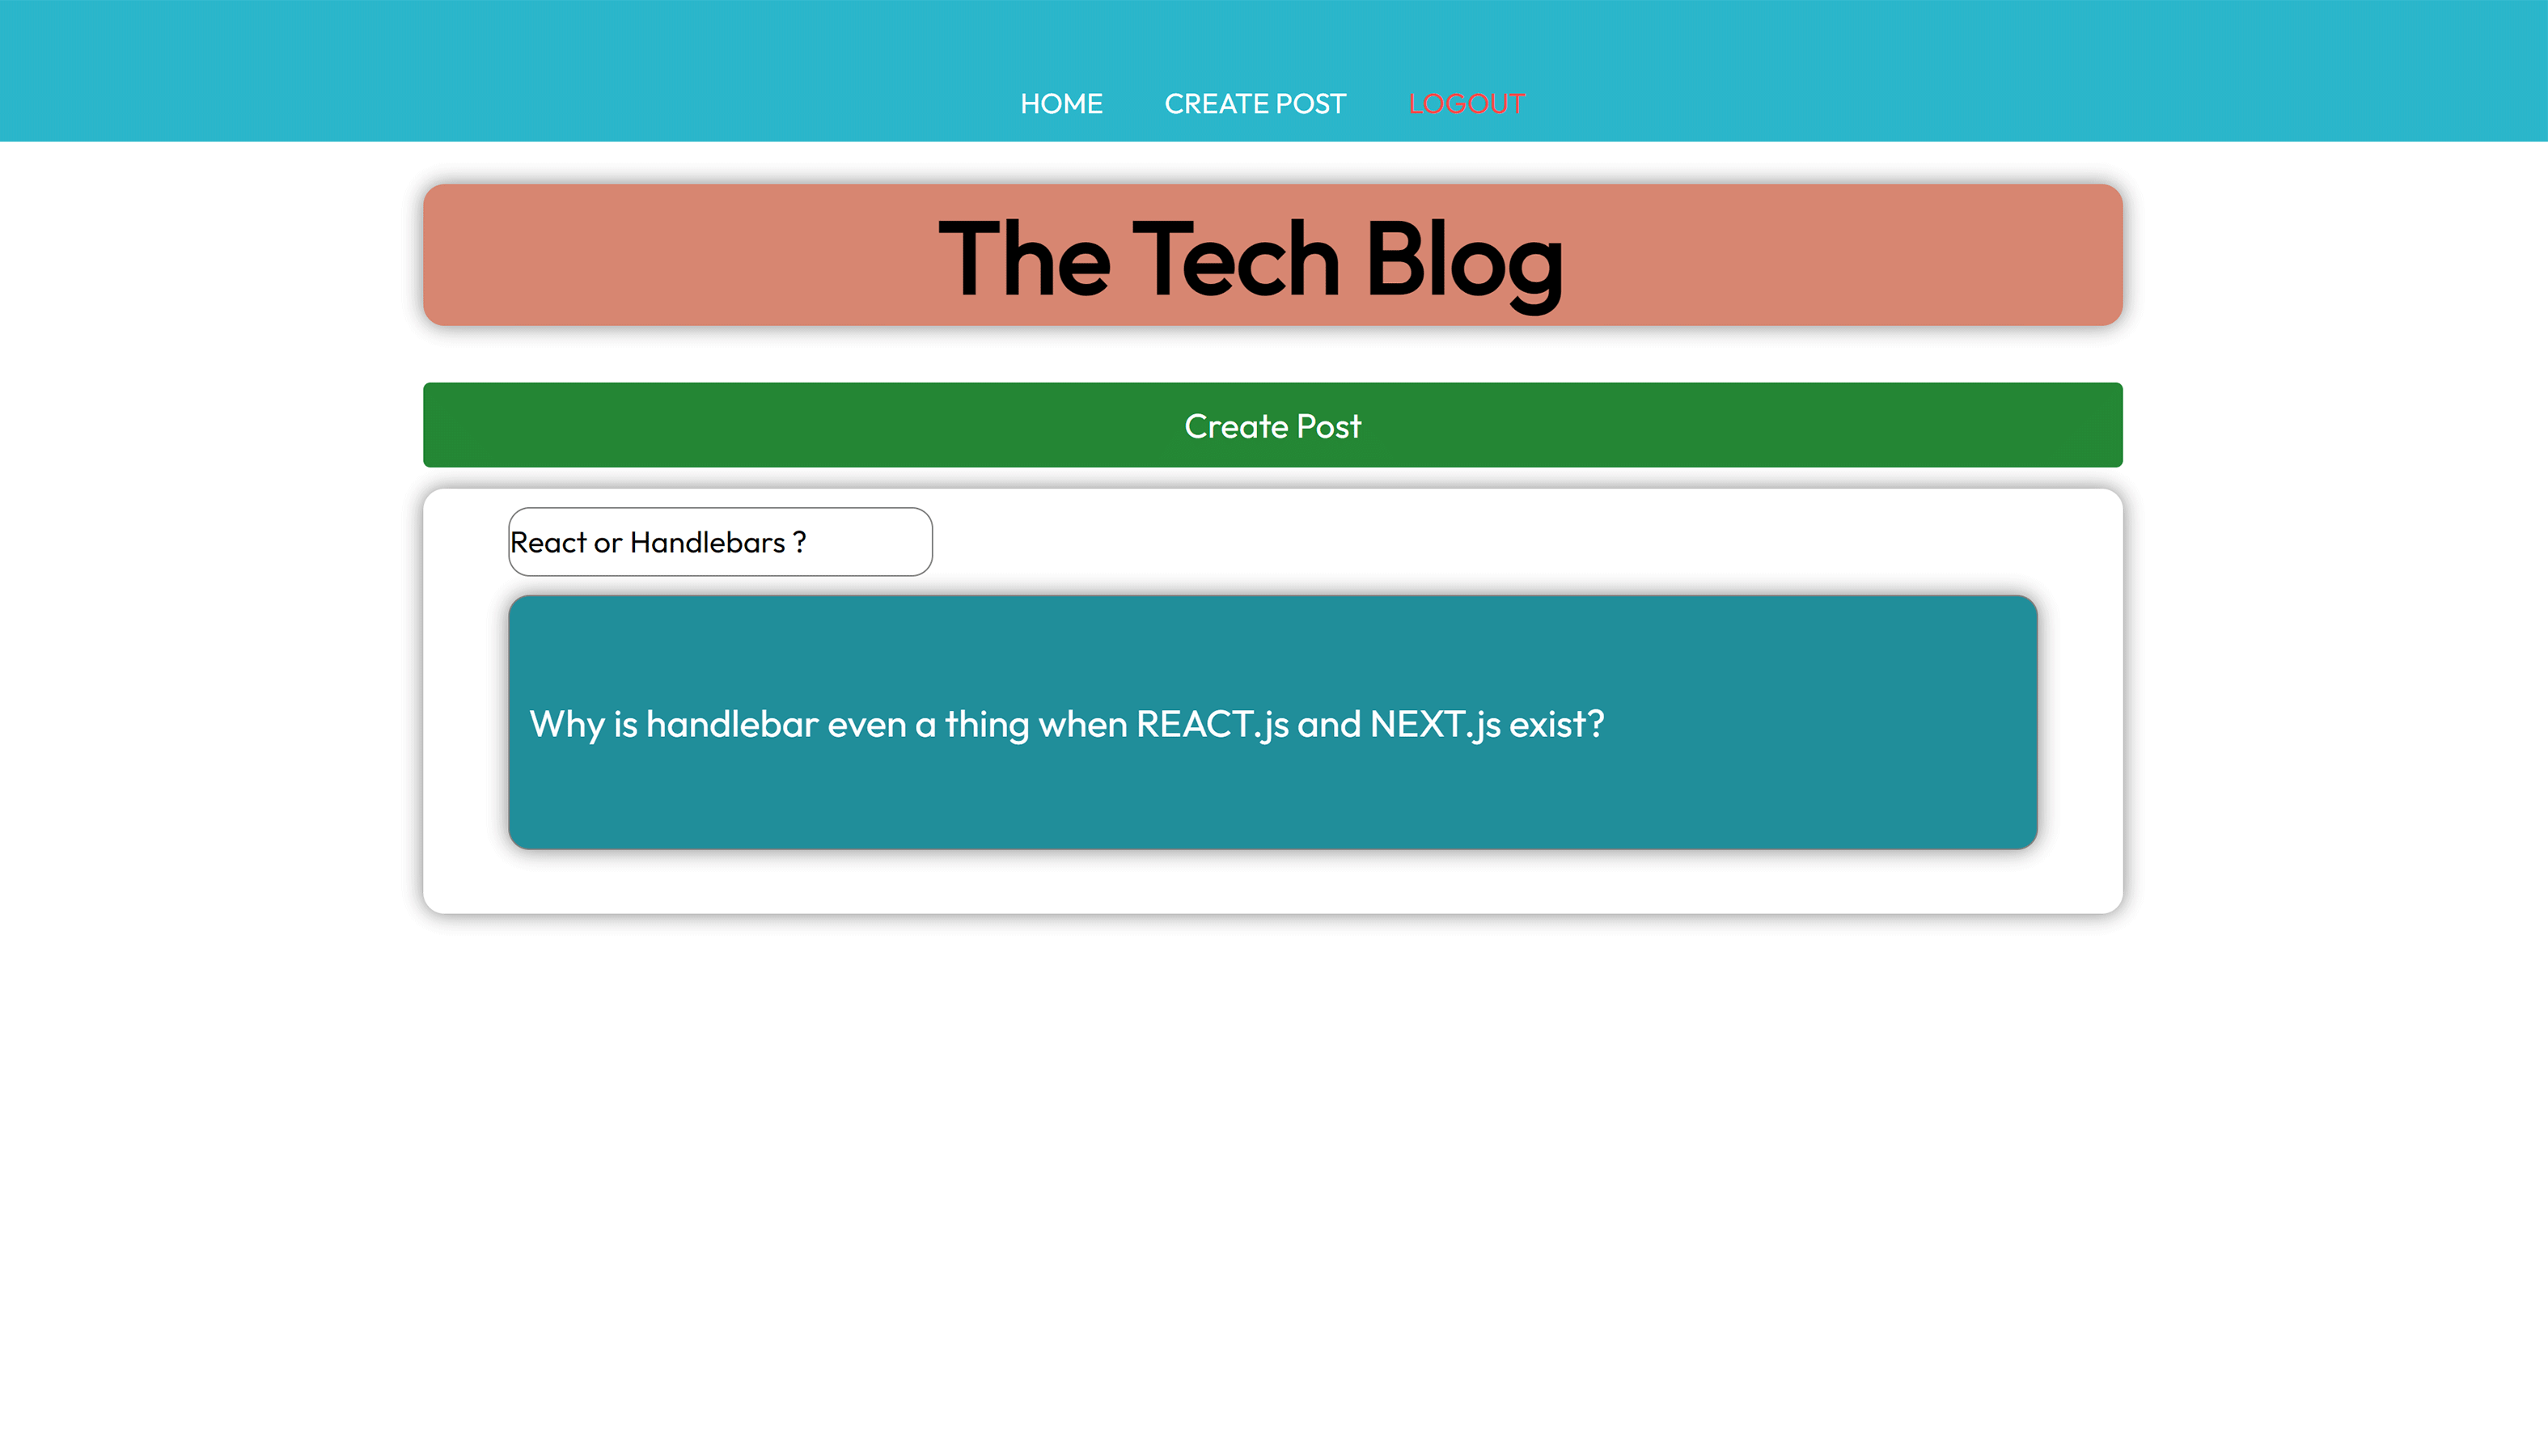 HOME CREATE POST LOGOUT
The Tech Blog
Create Post
React or Handlebars ?
Why is handlebar even a thing when REACT.js and NEXT.js exist?